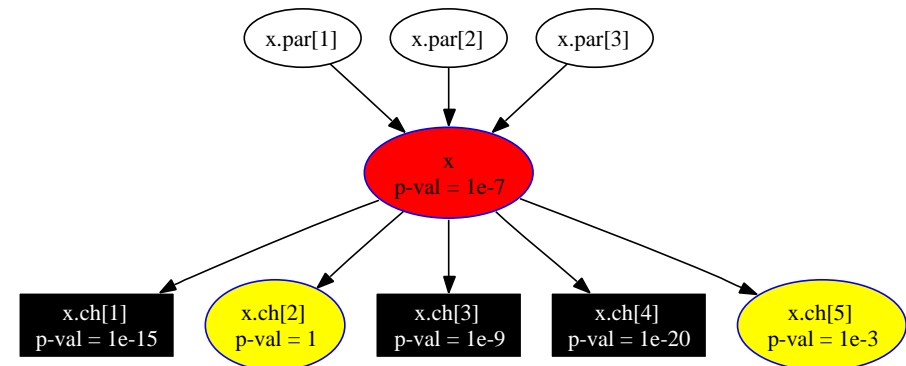 x.par[1]
x.par[2]
x.par[3]
x
p-val = 1e-7
x.ch[1]
p-val = 1e-15
x.ch[2]
p-val = 1
x.ch[3]
p-val = 1e-9
x.ch[4]
p-val = 1e-20
x.ch[5]
p-val = 1e-3